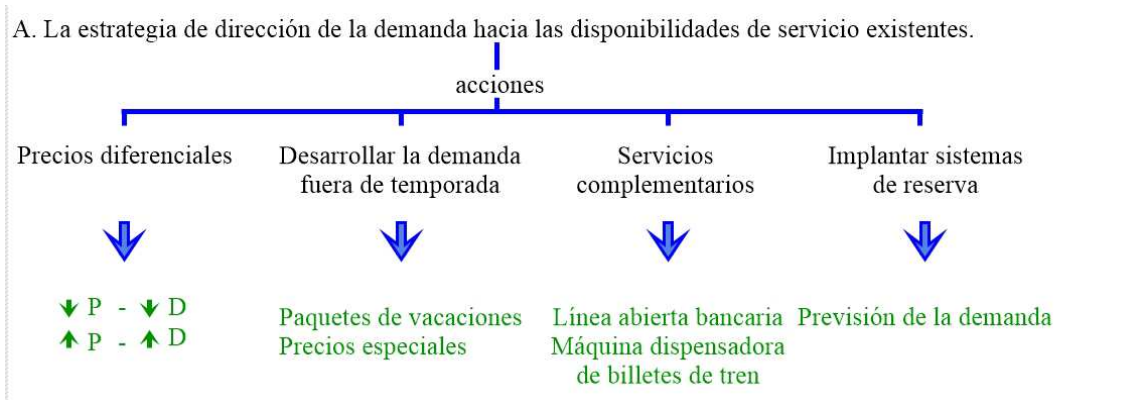 A. La estrategia de dirección de la demanda hacia las disponibilidades de servicio existentes.
acciones
Precios diferenciales
Desarrollar la demanda
fuera de temporada
Servicios
complementarios
Implantar sistemas
de reserva
P - D
P - D
Paquetes de vacaciones
Precios especiales
Línea abierta bancaria
Máquina dispensadora
de billetes de tren
Previsión de la demanda